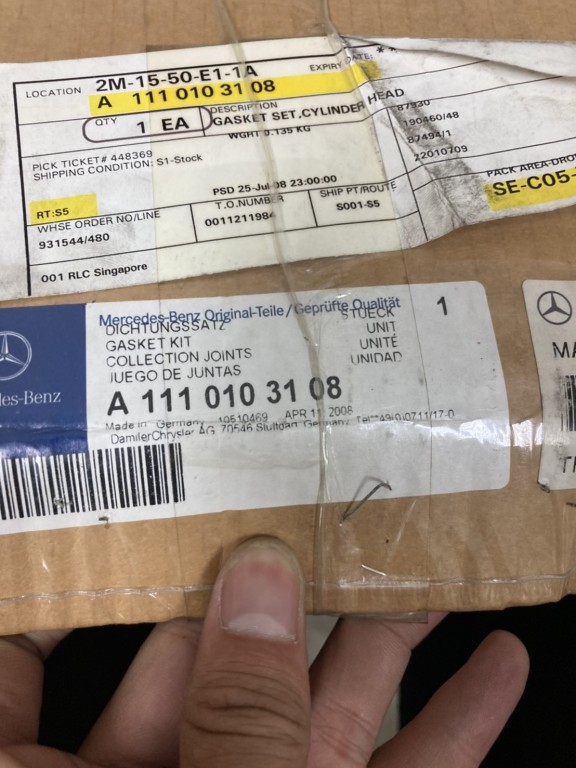 LOCATION 2M-15-50-E1-1A EXPIRY DATE: **
A 111 010 31 08
QTY 1 EA DESCRIPTION
GASKET SET,CYLINDER HEAD
WGHT 0.135 KG
87930
190460/48
87494/1
22010709
PICK TICKET# 448369
SHIPPING CONDITION: S1-Stock
PSD 25-Jul-08 23:00:00
PACK AREA-DRO
SE-C05-
RT:S5
T.O.NUMBER
0011211984
SHIP PT/ROUTE
S001-S5
WHSE ORDER NO/LINE
931544/480
001 RLC Singapore
Mercedes-Benz Original-Teile/Geprüfte Qualität
DICHTUNGSSATZ STUECK 1
GASKET KIT UNIT
COLLECTION JOINTS UNITÉ
JUEGO DE JUNTAS UNIDAD
A 111 010 31 08
Made in Germany 10510469 APR 11, 2008
DaimlerChrysler AG, 70546 Stuttgart, Germany
des-Benz
MA